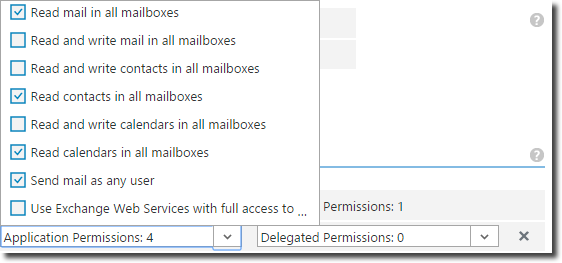 Read mail in all mailboxes
Read and write mail in all mailboxes
Read and write contacts in all mailboxes
Read contacts in all mailboxes
Read and write calendars in all mailboxes
Read calendars in all mailboxes
Send mail as any user
Use Exchange Web Services with full access to ...
Permissions: 1
Application Permissions: 4 Delegated Permissions: 0